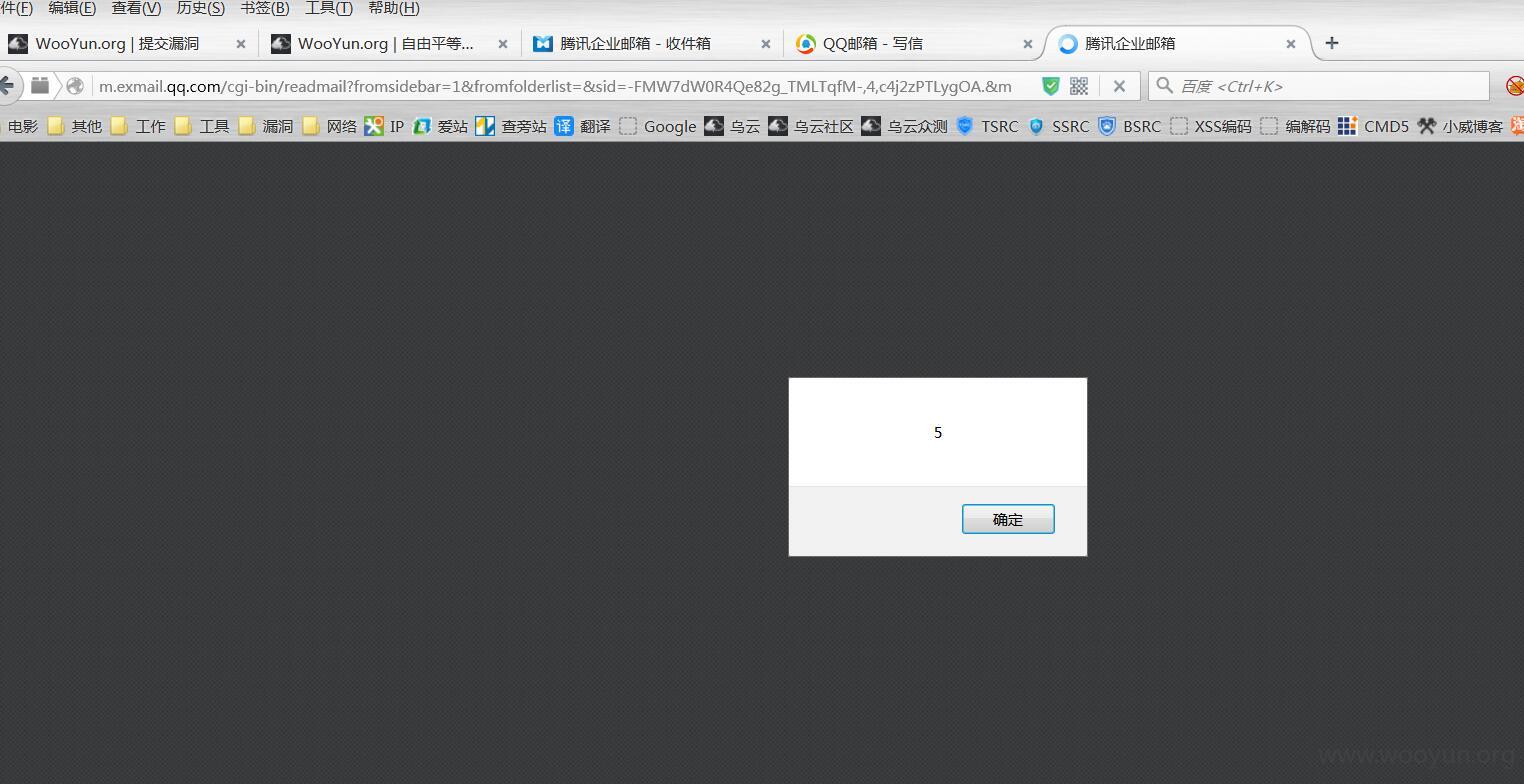 件(F) 编辑(E) 查看(V) 历史(S) 书签(B) 工具(T) 帮助(H)
WooYun.org | 提交漏洞 WooYun.org | 自由平等... 腾讯企业邮箱 - 收件箱 QQ邮箱 - 写信 腾讯企业邮箱
m.exmail.qq.com/cgi-bin/readmail?fromsidebar=1&fromfolderlist=&sid=-FMW7dW0R4Qe82g_TMLTqfM-,4,c4j2zPTLygOA.&m 百度 <Ctrl+K>
电影 其他 工作 工具 漏洞 网络 IP 爱站 查旁站 译 翻译 Google 乌云 乌云社区 乌云众测 TSRC SSRC BSRC XSS编码 编解码 CMD5 小威博客 淘
5
确定
www.wooyun.org